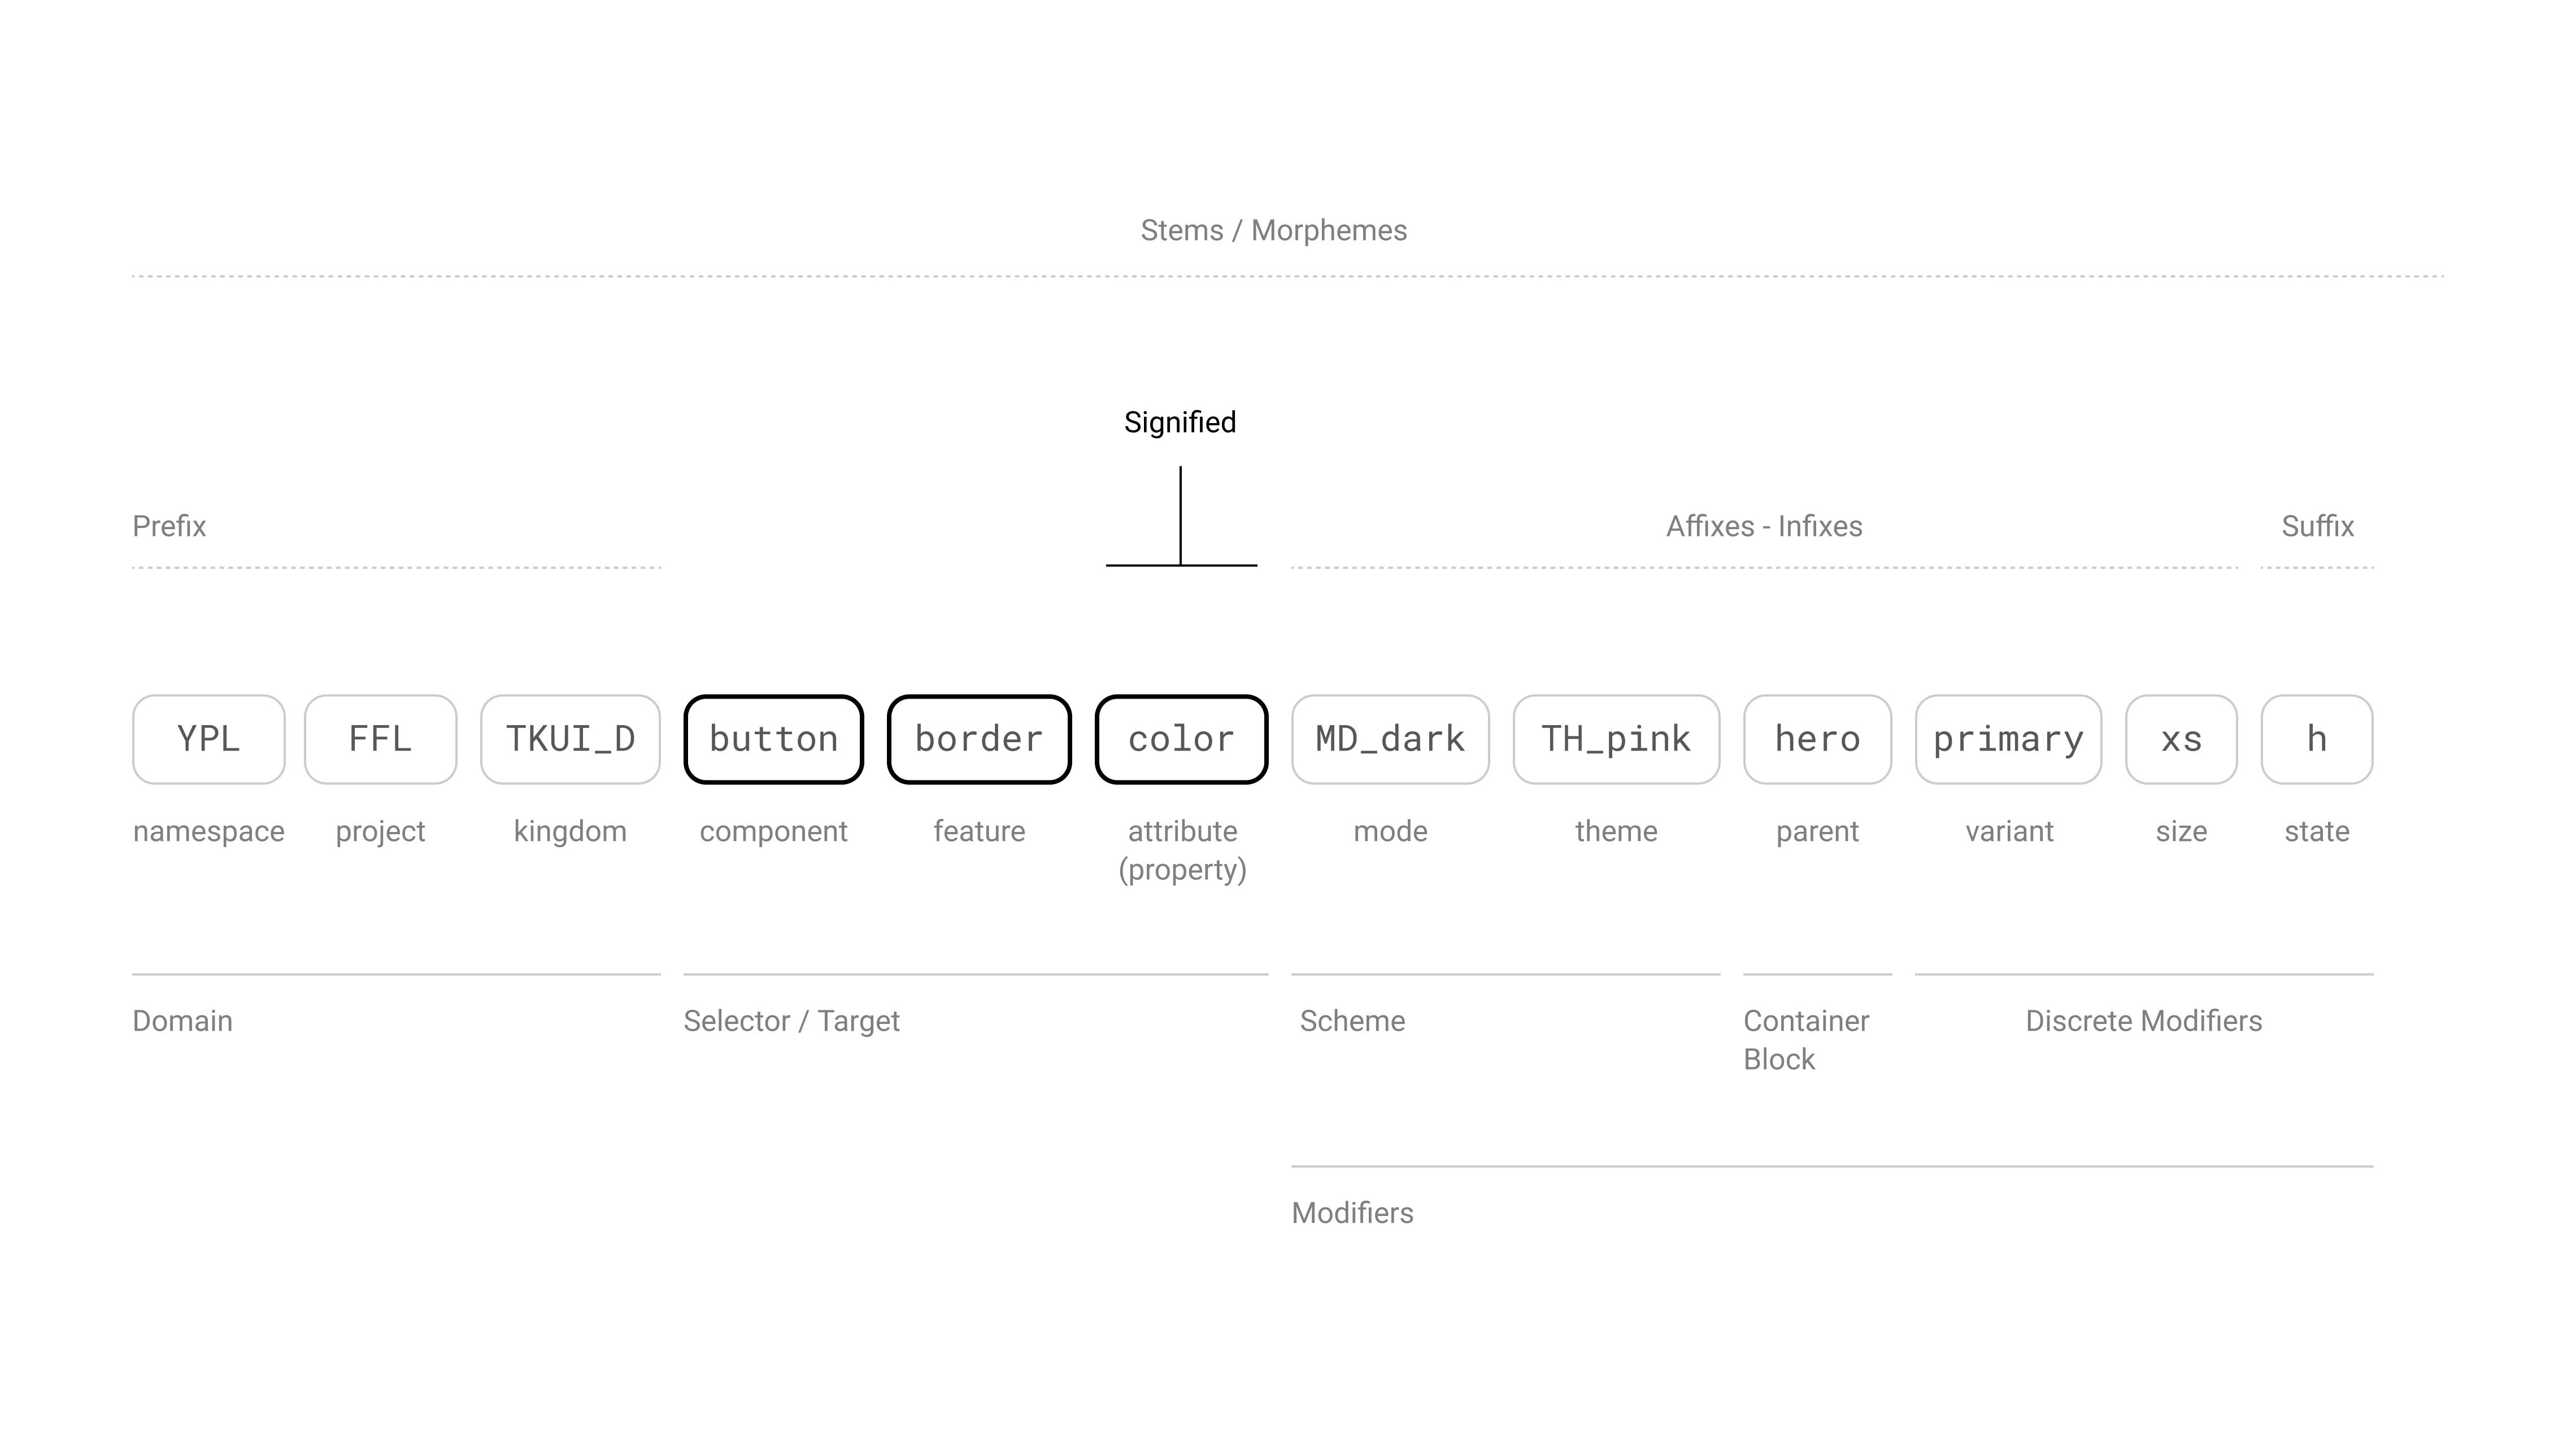 Stems / Morphemes
Signified
Prefix
Affixes - Infixes
Suffix
YPL
FFL
TKUI_D
button
border
color
MD_dark
TH_pink
hero
primary
xs
h
namespace
project
kingdom
component
feature
attribute
(property)
mode
theme
parent
variant
size
state
Domain
Selector / Target
Scheme
Container
Block
Discrete Modifiers
Modifiers